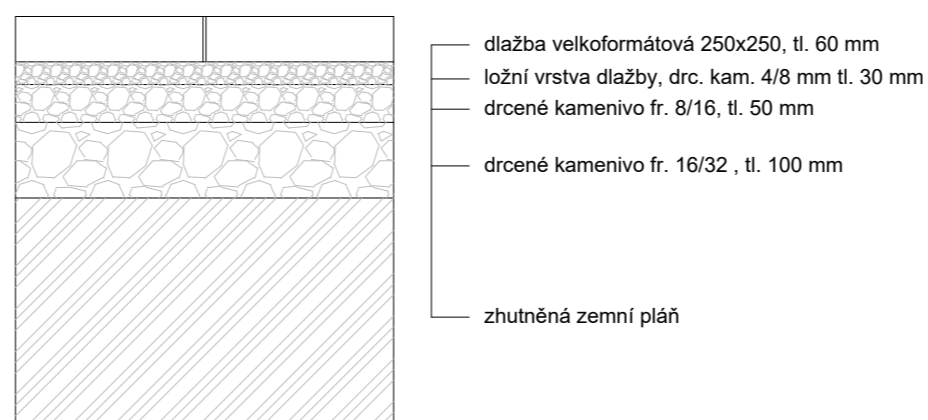 dlažba velkoformátová 250x250, tl. 60 mm
ložní vrstva dlažby, drc. kam. 4/8 mm tl. 30 mm
drcené kamenivo fr. 8/16, tl. 50 mm
drcené kamenivo fr. 16/32 , tl. 100 mm
zhutněná zemní pláň